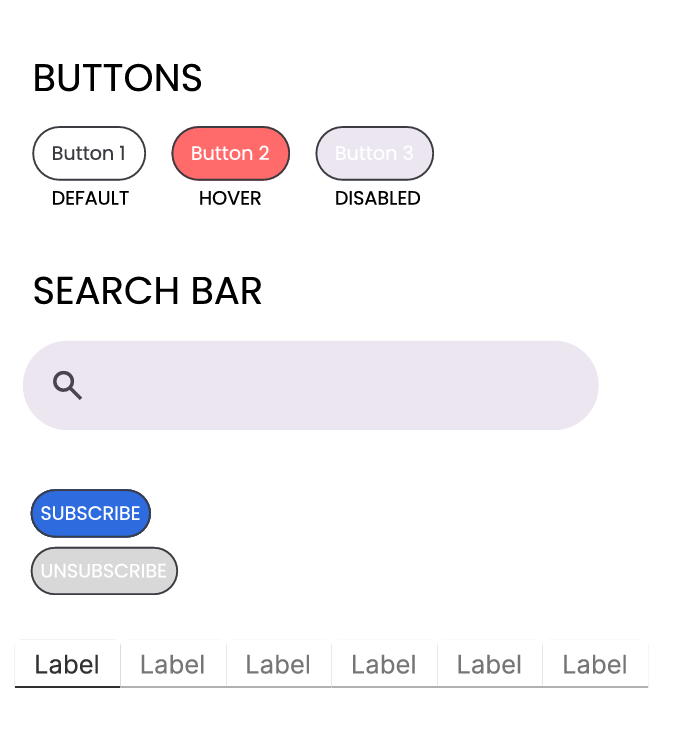 BUTTONS
Button 1 Button 2 Button 3
DEFAULT HOVER DISABLED
SEARCH BAR
SUBSCRIBE
UNSUBSCRIBE
Label Label Label Label Label Label